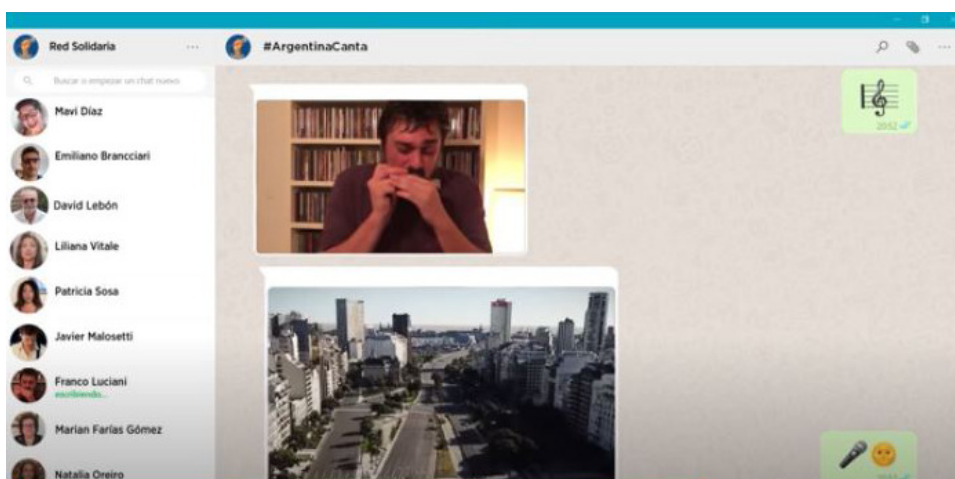 Red Solidaria
#ArgentinaCanta
Buscar o empezar un chat nuevo
Mavi Díaz
Emiliano Brancciari
David Lebón
Liliana Vitale
Patricia Sosa
Javier Malosetti
Franco Luciani
escribiendo...
Marian Farías Gómez
Natalia Oreiro
20:52